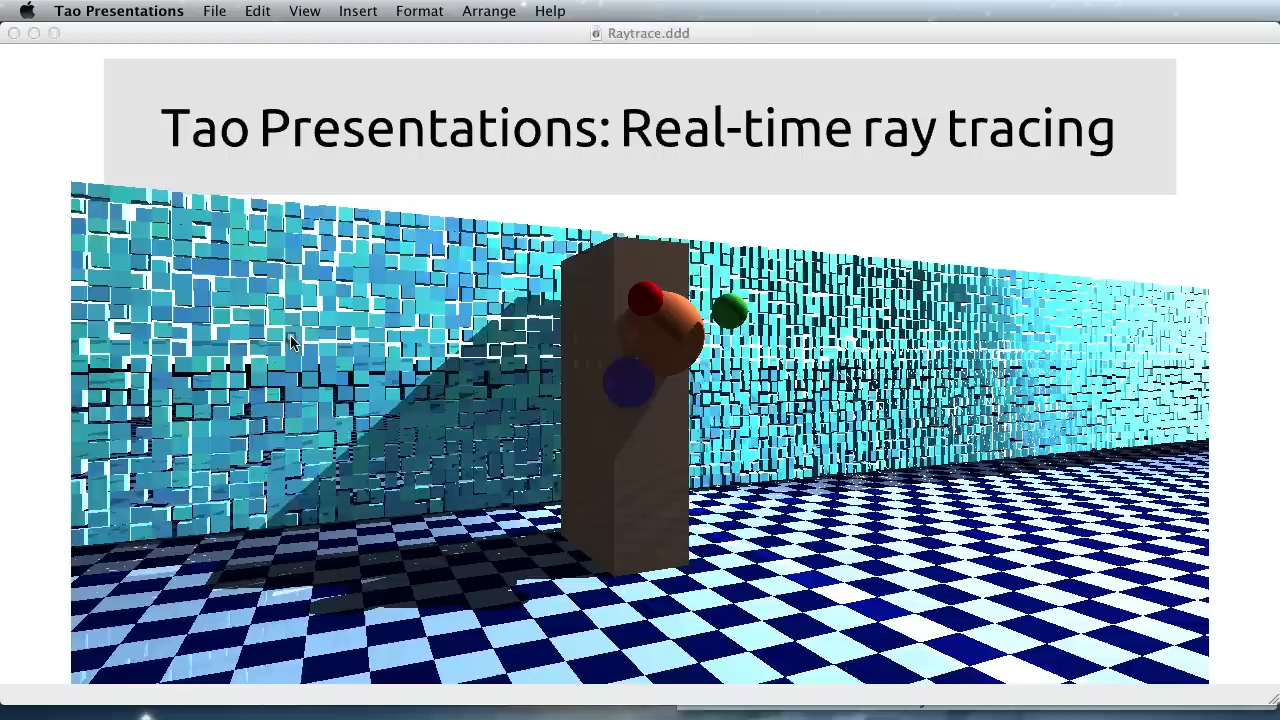 Tao Presentations File Edit View Insert Format Arrange Help
Raytrace.ddd
Tao Presentations: Real-time ray tracing